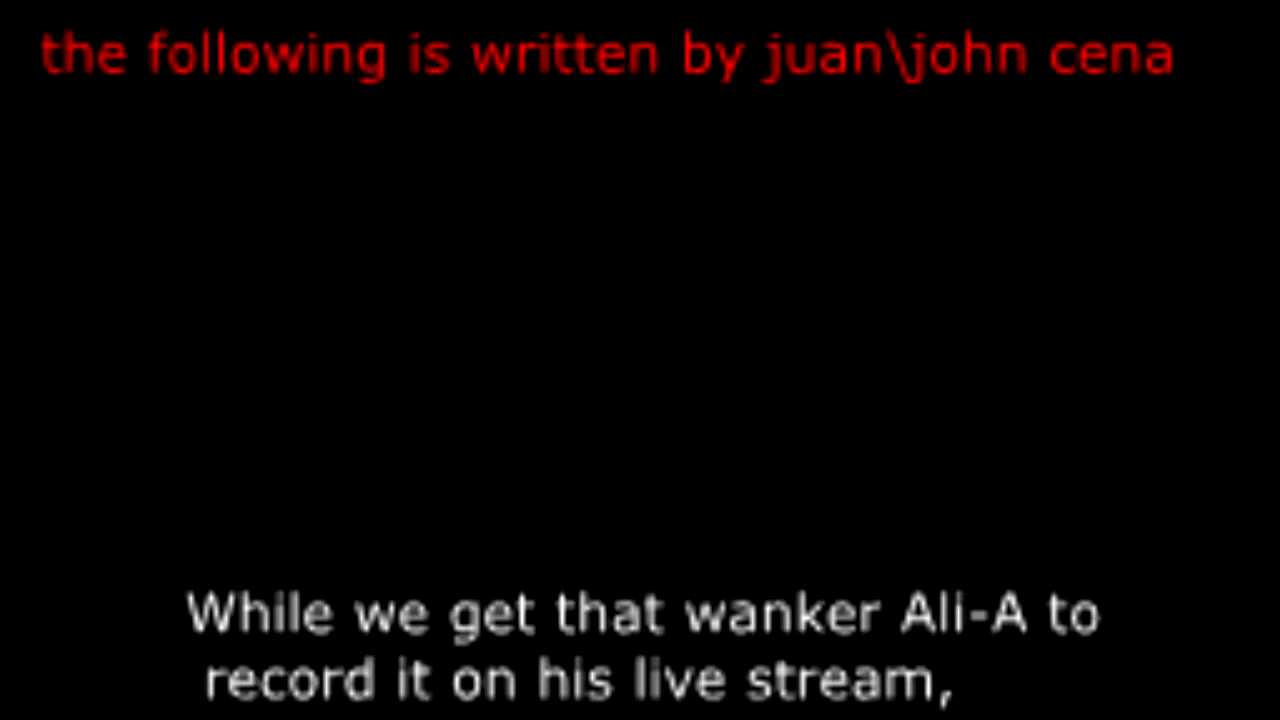 the following is written by juan\john cena
While we get that wanker Ali-A to
record it on his live stream,